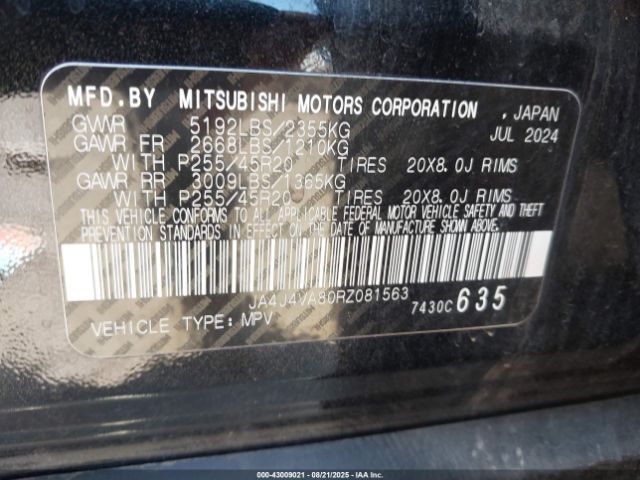 MFD.BY MITSUBISHI MOTORS CORPORATION , JAPAN
GVWR 5192LBS/2355KG JUL 2024
GAWR FR 2668LBS/1210KG
WITH P255/45R20 TIRES 20X8.0J RIMS
GAWR RR 3009LBS/1365KG
WITH P255/45R20 TIRES 20X8.0J RIMS
THIS VEHICLE CONFORMS TO ALL APPLICABLE FEDERAL MOTOR VEHICLE SAFETY AND THEFT
PREVENTION STANDARDS IN EFFECT ON THE DATE OF MANUFACTURE SHOWN ABOVE.
JA4J4VA80RZ081563
7430C 635
VEHICLE TYPE: MPV
000-43009021 - 08/21/2025 - IAAI.com